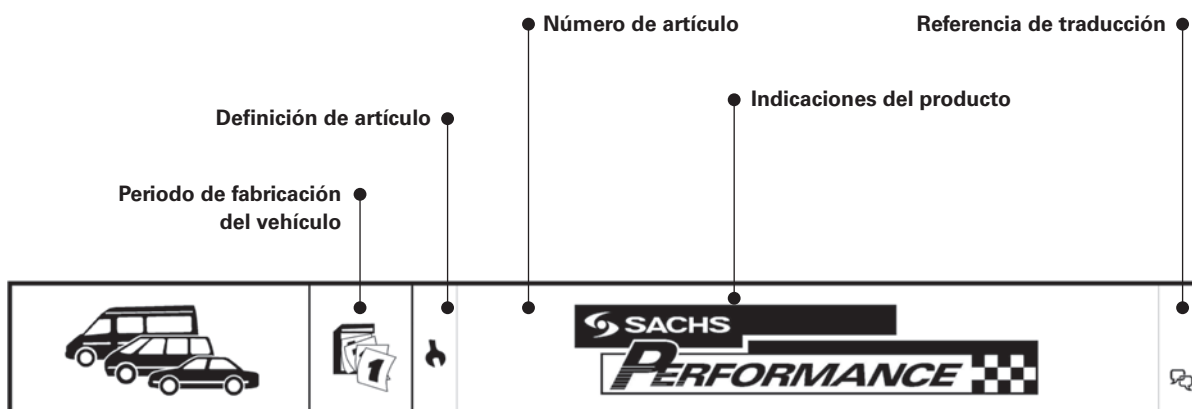 Número de artículo
Referencia de traducción
Indicaciones del producto
Definición de artículo
Periodo de fabricación
del vehículo
1
SACHS
PERFORMANCE